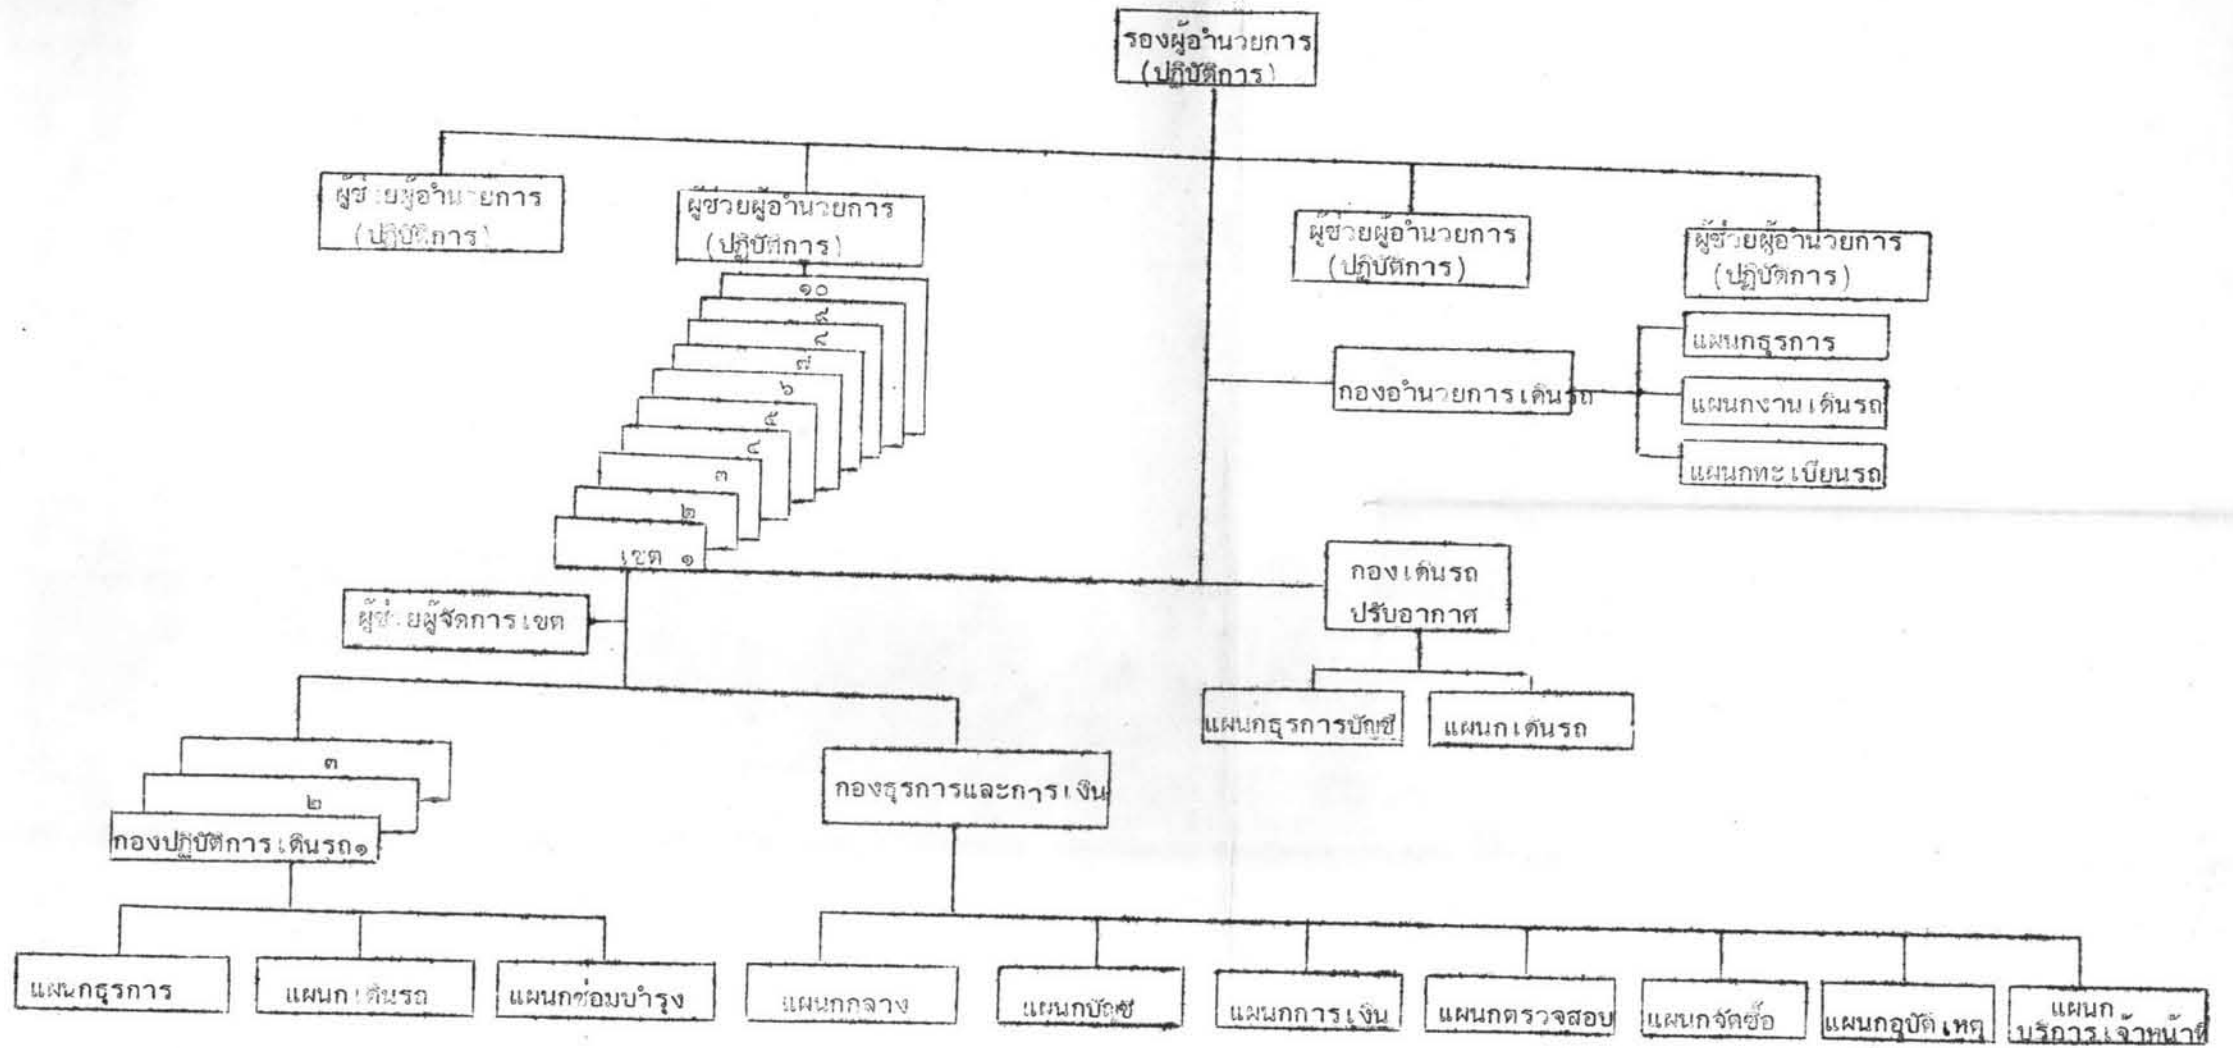 รองผู้อำนวยการ
(ปฏิบัติการ)
ผู้ช่วยผู้อำนวยการ
(ปฏิบัติการ)
ผู้ช่วยผู้อำนวยการ
(ปฏิบัติการ)
ผู้ช่วยผู้อำนวยการ
(ปฏิบัติการ)
ผู้ช่วยผู้อำนวยการ
(ปฏิบัติการ)
๑๐
๙
๘
๗
๖
๕
๔
๓
๒
เขต ๑
กองอำนวยการเดินรถ
แผนกธุรการ
แผนกงานเดินรถ
แผนกทะเบียนรถ
ผู้ช่วยผู้จัดการเขต
กองเดินรถ
ปรับอากาศ
แผนกธุรการบัญชี
แผนกเดินรถ
๓
๒
กองปฏิบัติการเดินรถ๑
กองธุรการและการเงิน
แผนกธุรการ
แผนกเดินรถ
แผนกซ่อมบำรุง
แผนกกลาง
แผนกบัญชี
แผนกการเงิน
แผนกตรวจสอบ
แผนกจัดซื้อ
แผนกอุบัติเหตุ
แผนก
บริการเจ้าหน้าที่